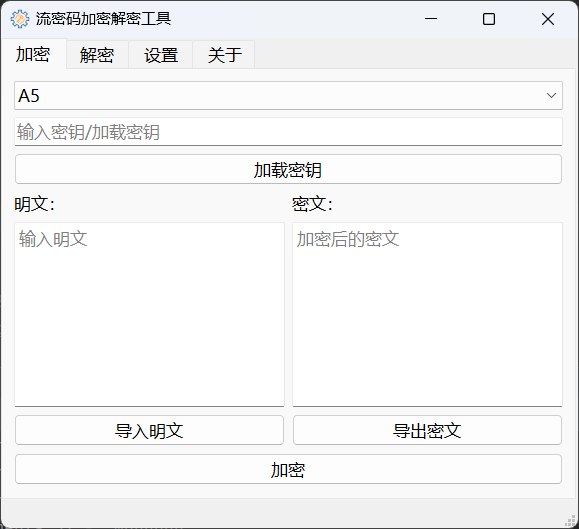 流密码加密解密工具
加密 解密 设置 关于
A5
输入密钥/加载密钥
加载密钥
明文： 密文：
输入明文 加密后的密文
导入明文 导出密文
加密